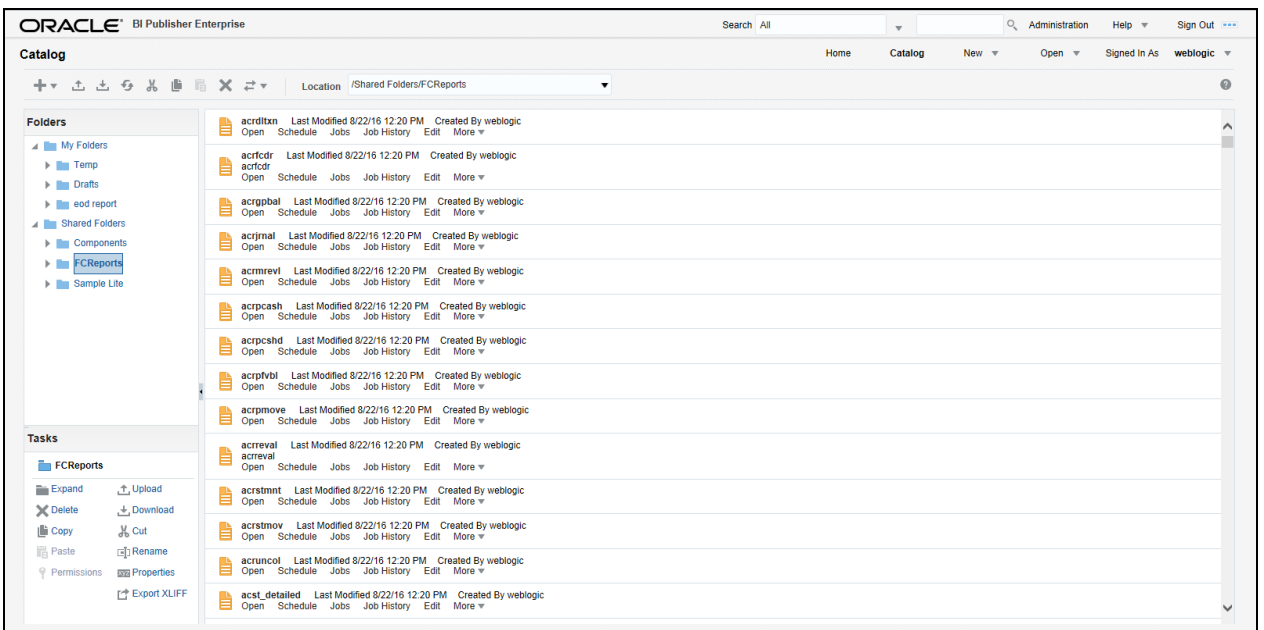 ORACLE BI Publisher Enterprise Search All Administration Help Sign Out
Catalog Home Catalog New Open Signed In As weblogic
Location /Shared Folders/FCReports
Folders
My Folders
Temp
Drafts
eod report
Shared Folders
Components
FCReports
Sample Lite
Tasks
FCReports
Expand Upload
Delete Download
Copy Cut
Paste Rename
Permissions Properties
Export XLIFF
acrdltxn Last Modified 8/22/16 12:20 PM Created By weblogic
Open Schedule Jobs Job History Edit More
acrfcdr Last Modified 8/22/16 12:20 PM Created By weblogic
acrfcdr
Open Schedule Jobs Job History Edit More
acrgpbal Last Modified 8/22/16 12:20 PM Created By weblogic
Open Schedule Jobs Job History Edit More
acrjrnal Last Modified 8/22/16 12:20 PM Created By weblogic
Open Schedule Jobs Job History Edit More
acrmrevl Last Modified 8/22/16 12:20 PM Created By weblogic
Open Schedule Jobs Job History Edit More
acrpcash Last Modified 8/22/16 12:20 PM Created By weblogic
Open Schedule Jobs Job History Edit More
acrpcshd Last Modified 8/22/16 12:20 PM Created By weblogic
Open Schedule Jobs Job History Edit More
acrpfvbl Last Modified 8/22/16 12:20 PM Created By weblogic
Open Schedule Jobs Job History Edit More
acrpmove Last Modified 8/22/16 12:20 PM Created By weblogic
Open Schedule Jobs Job History Edit More
acrreval Last Modified 8/22/16 12:20 PM Created By weblogic
acrreval
Open Schedule Jobs Job History Edit More
acrstmnt Last Modified 8/22/16 12:20 PM Created By weblogic
Open Schedule Jobs Job History Edit More
acrstmov Last Modified 8/22/16 12:20 PM Created By weblogic
Open Schedule Jobs Job History Edit More
acruncol Last Modified 8/22/16 12:20 PM Created By weblogic
Open Schedule Jobs Job History Edit More
acst_detailed Last Modified 8/22/16 12:20 PM Created By weblogic
Open Schedule Jobs Job History Edit More